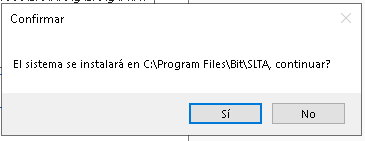 Confirmar
El sistema se instalará en C:\Program Files\Bit\SLTA, continuar?
Sí
No